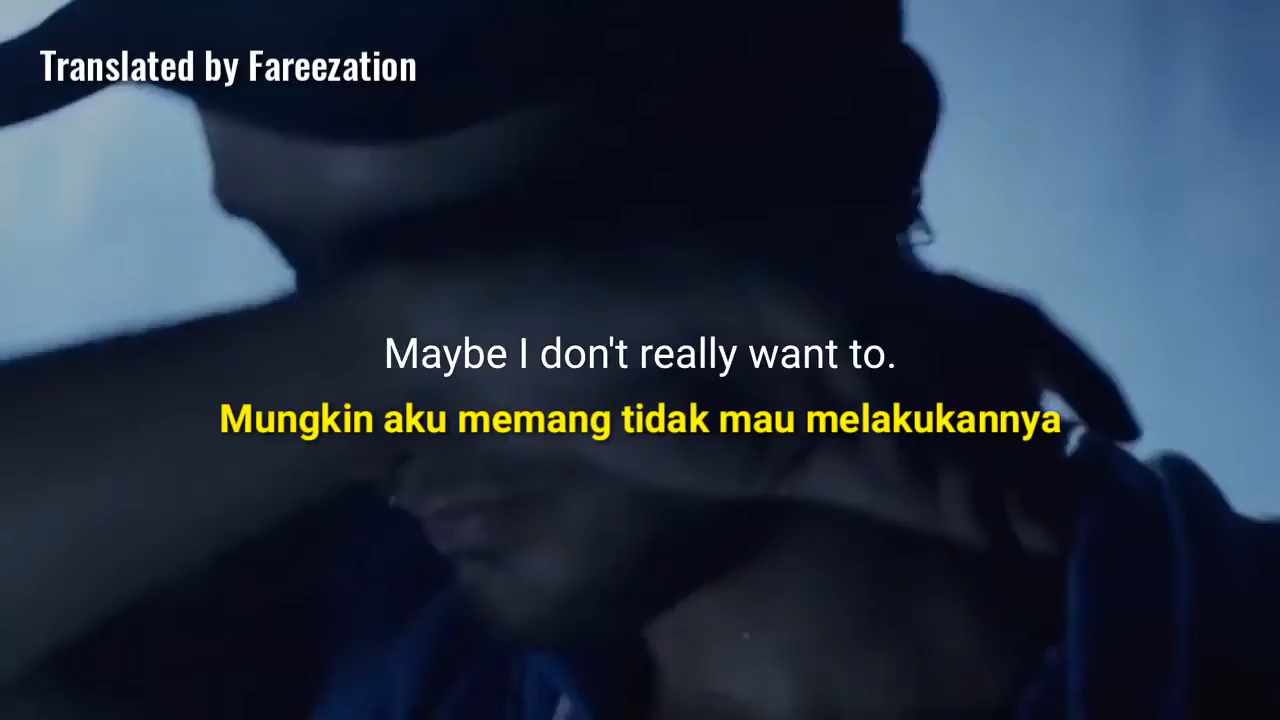 Translated by Fareezation
Maybe I don't really want to.
Mungkin aku memang tidak mau melakukannya